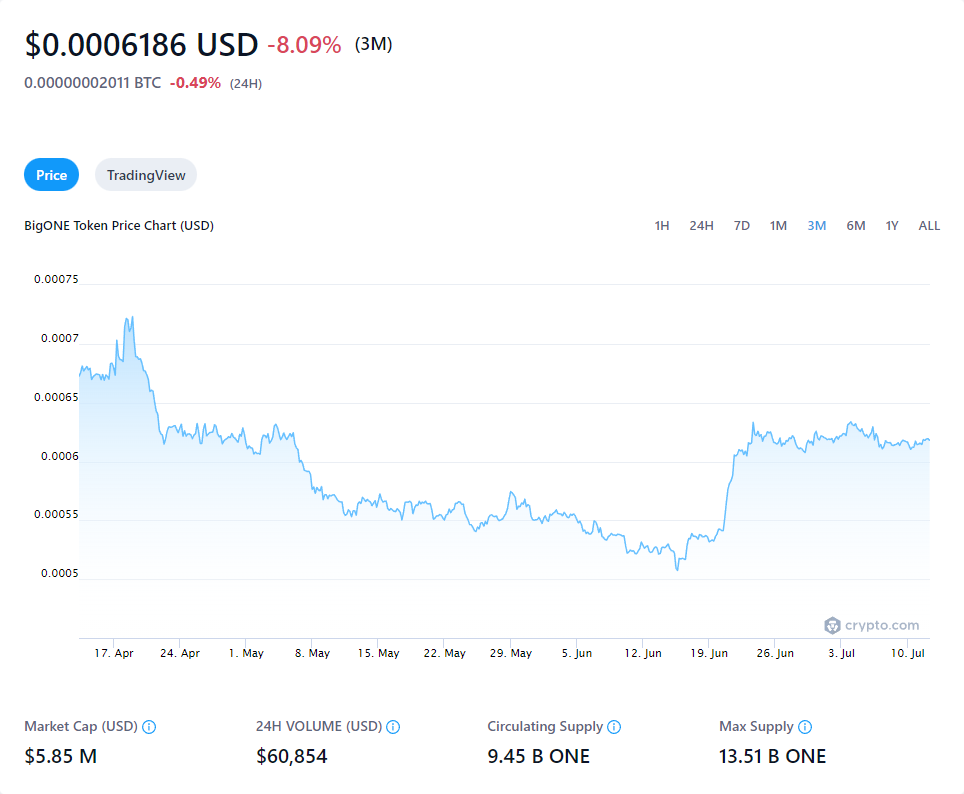 $0.0006186 USD -8.09% (3M)
0.00000002011 BTC -0.49% (24H)
Price TradingView
BigONE Token Price Chart (USD) 1H 24H 7D 1M 3M 6M 1Y ALL
0.00075
0.0007
0.00065
0.0006
0.00055
0.0005
crypto.com
17. Apr 24. Apr 1. May 8. May 15. May 22. May 29. May 5. Jun 12. Jun 19. Jun 26. Jun 3. Jul 10. Jul
Market Cap (USD) 24H VOLUME (USD) Circulating Supply Max Supply
$5.85 M $60,854 9.45 B ONE 13.51 B ONE